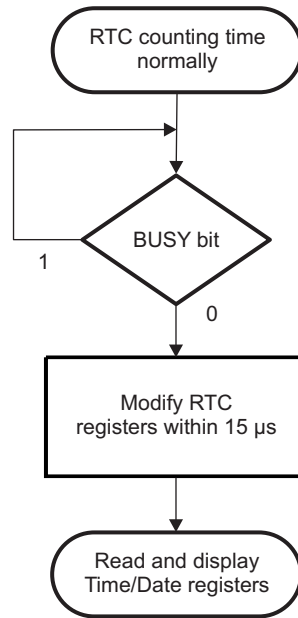 RTC counting time
normally
BUSY bit
1
0
Modify RTC
registers within 15 μs
Read and display
Time/Date registers